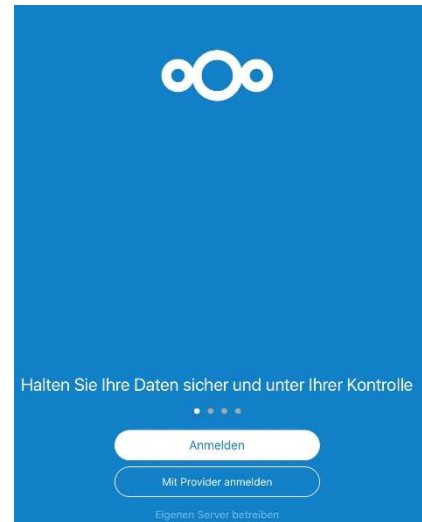 Halten Sie Ihre Daten sicher und unter Ihrer Kontrolle
Anmelden
Mit Provider anmelden
Eigenen Server betreiben